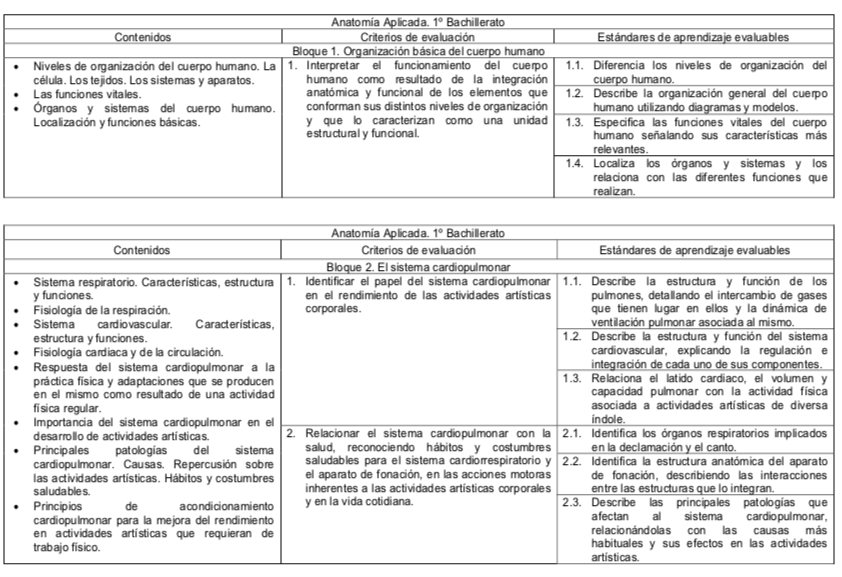 Anatomía Aplicada. 1º Bachillerato
Contenidos
Criterios de evaluación
Estándares de aprendizaje evaluables
Bloque 1. Organización básica del cuerpo humano
• Niveles de organización del cuerpo humano. La
célula. Los tejidos. Los sistemas y aparatos.
• Las funciones vitales.
• Órganos y sistemas del cuerpo humano.
Localización y funciones básicas.
1. Interpretar el funcionamiento del cuerpo
humano como resultado de la integración
anatómica y funcional de los elementos que
conforman sus distintos niveles de organización
y que lo caracterizan como una unidad
estructural y funcional.
1.1. Diferencia los niveles de organización del
cuerpo humano.
1.2. Describe la organización general del cuerpo
humano utilizando diagramas y modelos.
1.3. Especifica las funciones vitales del cuerpo
humano señalando sus características más
relevantes.
1.4. Localiza los órganos y sistemas y los
relaciona con las diferentes funciones que
realizan.
Anatomía Aplicada. 1º Bachillerato
Contenidos
Criterios de evaluación
Estándares de aprendizaje evaluables
Bloque 2. El sistema cardiopulmonar
• Sistema respiratorio. Características, estructura
y funciones.
• Fisiología de la respiración.
• Sistema cardiovascular. Características,
estructura y funciones.
• Fisiología cardiaca y de la circulación.
• Respuesta del sistema cardiopulmonar a la
práctica física y adaptaciones que se producen
en el mismo como resultado de una actividad
física regular.
• Importancia del sistema cardiopulmonar en el
desarrollo de actividades artísticas.
• Principales patologías del sistema
cardiopulmonar. Causas. Repercusión sobre
las actividades artísticas. Hábitos y costumbres
saludables.
• Principios de acondicionamiento
cardiopulmonar para la mejora del rendimiento
en actividades artísticas que requieran de
trabajo físico.
1. Identificar el papel del sistema cardiopulmonar
en el rendimiento de las actividades artísticas
corporales.
1.1. Describe la estructura y función de los
pulmones, detallando el intercambio de gases
que tienen lugar en ellos y la dinámica de
ventilación pulmonar asociada al mismo.
1.2. Describe la estructura y función del sistema
cardiovascular, explicando la regulación e
integración de cada uno de sus componentes.
1.3. Relaciona el latido cardiaco, el volumen y
capacidad pulmonar con la actividad física
asociada a actividades artísticas de diversa
índole.
2. Relacionar el sistema cardiopulmonar con la
salud, reconociendo hábitos y costumbres
saludables para el sistema cardiorrespiratorio y
el aparato de fonación, en las acciones motoras
inherentes a las actividades artísticas corporales
y en la vida cotidiana.
2.1. Identifica los órganos respiratorios implicados
en la declamación y el canto.
2.2. Identifica la estructura anatómica del aparato
de fonación, describiendo las interacciones
entre las estructuras que lo integran.
2.3. Describe las principales patologías que
afectan al sistema cardiopulmonar,
relacionándolas con las causas más
habituales y sus efectos en las actividades
artísticas.